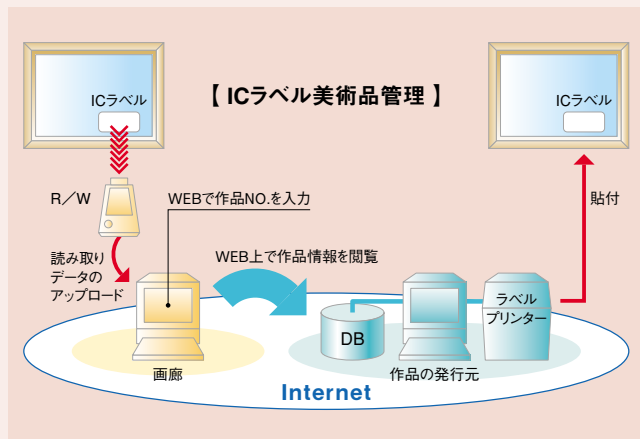 【 ICラベル美術品管理 】
ICラベル
ICラベル
R／W
WEBで作品NO.を入力
貼付
読み取り
データの
アップロード
WEB上で作品情報を閲覧
ラベル
プリンター
DB
画廊
作品の発行元
Internet